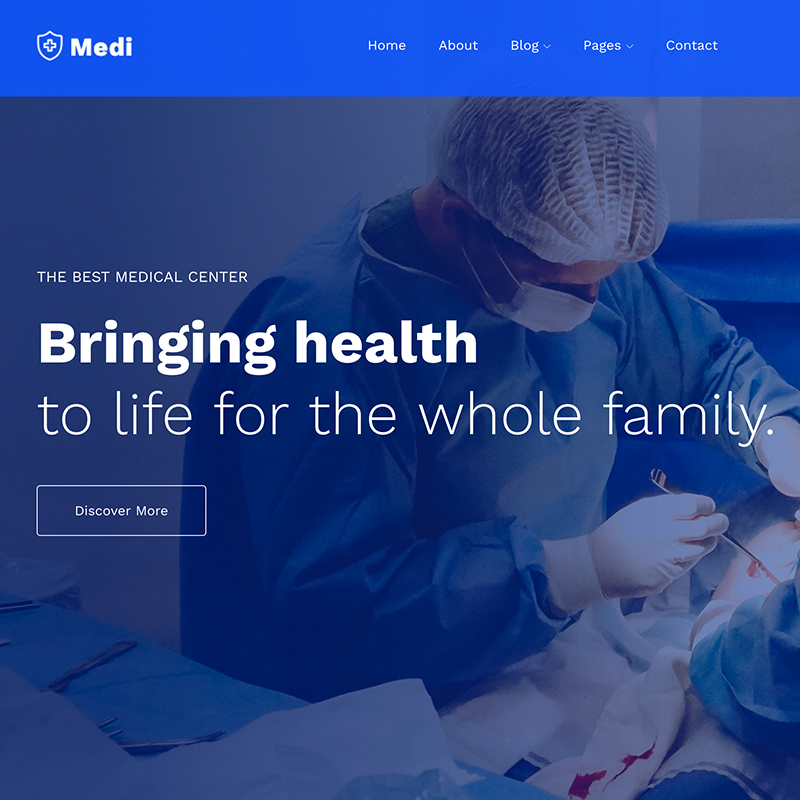 Medi
Home About Blog Pages Contact
THE BEST MEDICAL CENTER
Bringing health
to life for the whole family.
Discover More